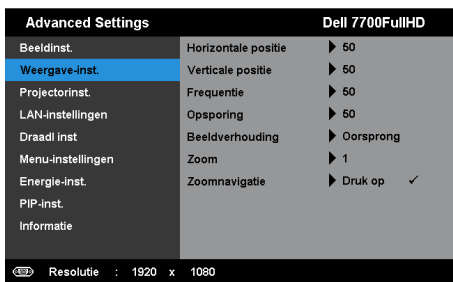 Advanced Settings Dell 7700FullHD
Beeldinst. Horizontale positie 50
Weergave-inst. Verticale positie 50
Projectorinst. Frequentie 50
LAN-instellingen Opsporing 50
Draadl inst Beeldverhouding Oorsprong
Menu-instellingen Zoom 1
Energie-inst. Zoomnavigatie Druk op ✓
PIP-inst.
Informatie
Resolutie : 1920 x 1080